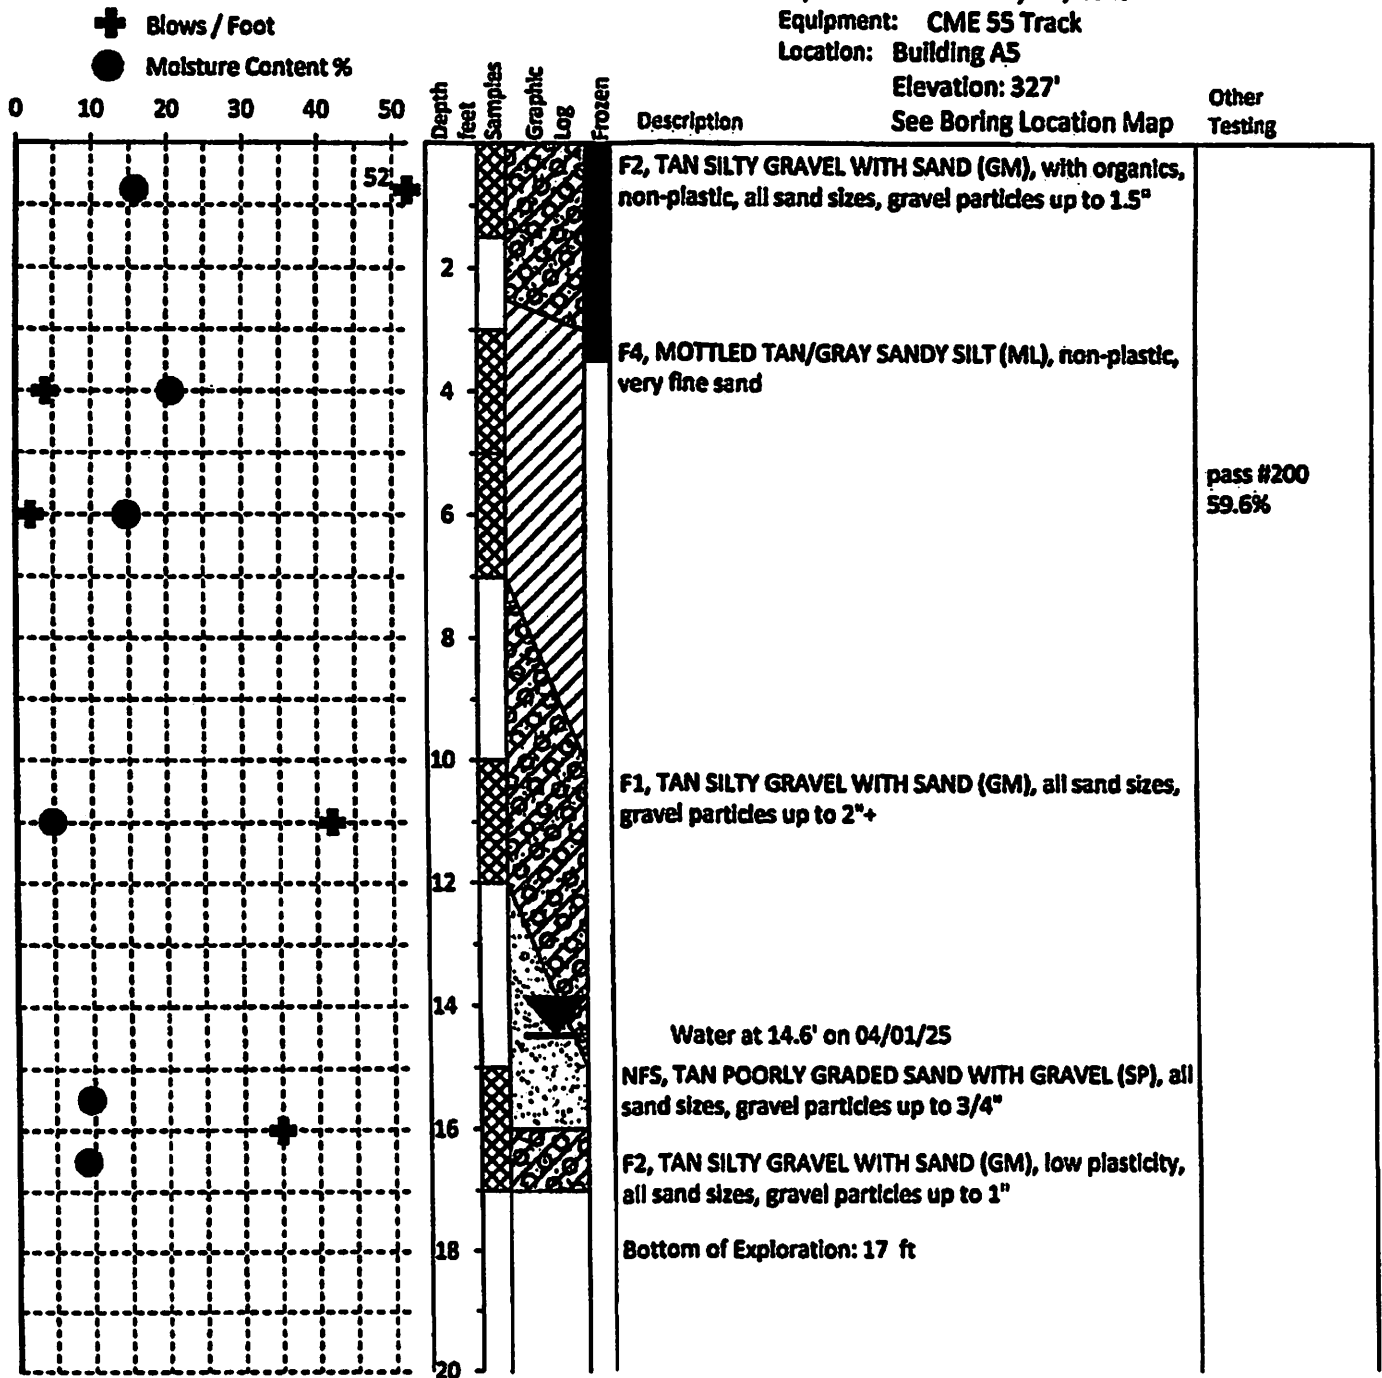 Blows / Foot
Moisture Content %
Equipment: CME 55 Track
Location: Building A5
Elevation: 327'
See Boring Location Map
0 10 20 30 40 50
Depth feet
Samples
Graphic Log
Frozen
Description
Other
Testing
52
F2, TAN SILTY GRAVEL WITH SAND (GM), with organics,
non-plastic, all sand sizes, gravel particles up to 1.5"
2
F4, MOTTLED TAN/GRAY SANDY SILT (ML), non-plastic,
very fine sand
4
pass #200
59.6%
6
8
10
F1, TAN SILTY GRAVEL WITH SAND (GM), all sand sizes,
gravel particles up to 2"+
12
14
Water at 14.6' on 04/01/25
NFS, TAN POORLY GRADED SAND WITH GRAVEL (SP), all
sand sizes, gravel particles up to 3/4"
16
F2, TAN SILTY GRAVEL WITH SAND (GM), low plasticity,
all sand sizes, gravel particles up to 1"
18
Bottom of Exploration: 17 ft
20